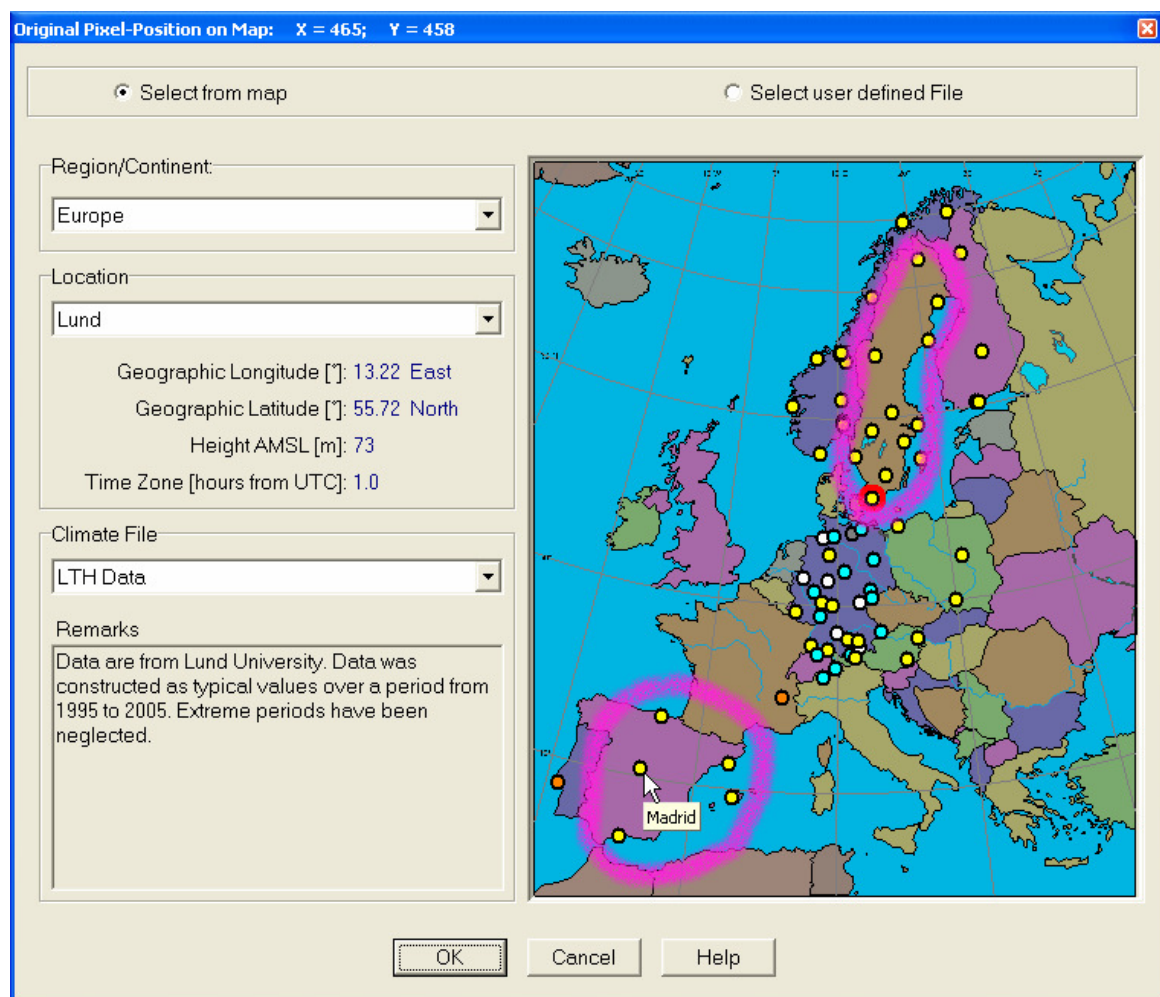 Original Pixel-Position on Map: X = 465; Y = 458
Select from map
Select user defined File
Region/Continent:
Europe
Location
Lund
Geographic Longitude [°]: 13.22 East
Geographic Latitude [°]: 55.72 North
Height AMSL [m]: 73
Time Zone [hours from UTC]: 1.0
Climate File
LTH Data
Remarks
Data are from Lund University. Data was
constructed as typical values over a period from
1995 to 2005. Extreme periods have been
neglected.
Madrid
OK
Cancel
Help